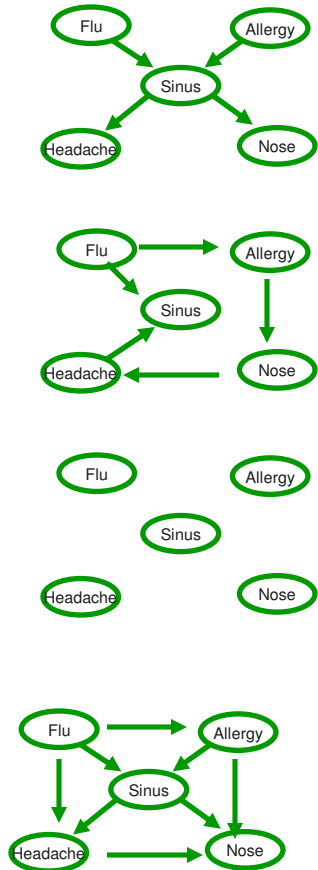 Flu
Allergy
Sinus
Headache
Nose
Flu
Allergy
Sinus
Headache
Nose
Flu
Allergy
Sinus
Headache
Nose
Flu
Allergy
Sinus
Headache
Nose